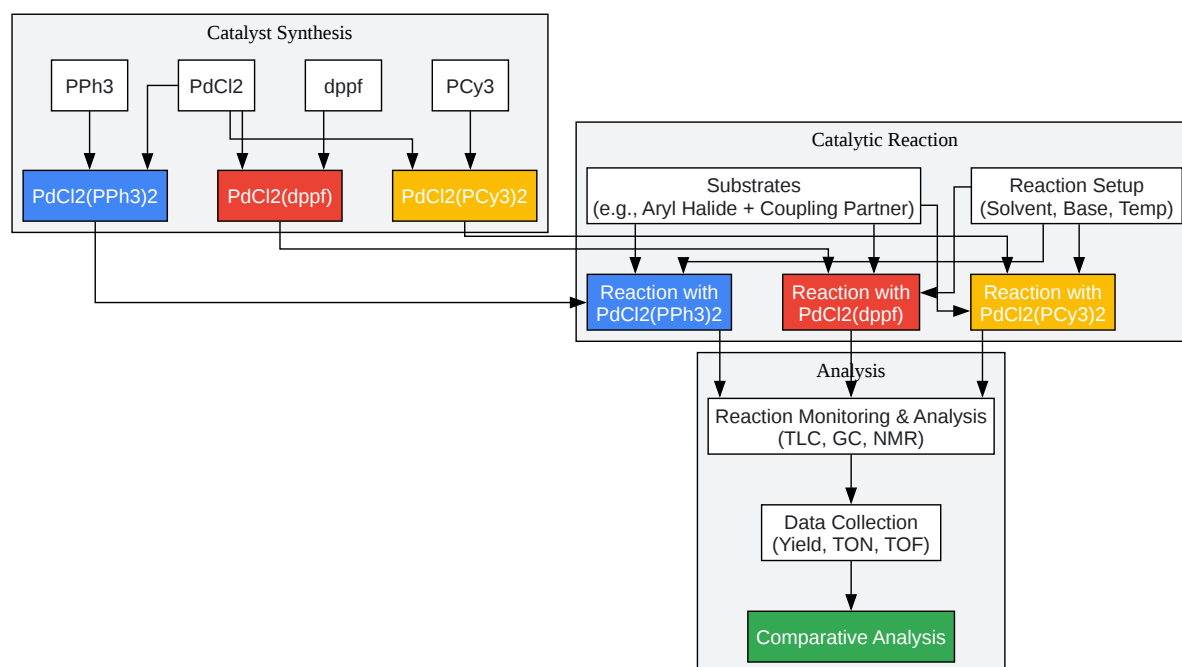 Catalyst Synthesis
PPh3
PdCl2
dppf
PCy3
PdCl2(PPh3)2
PdCl2(dppf)
PdCl2(PCy3)2
Catalytic Reaction
Substrates
(e.g., Aryl Halide + Coupling Partner)
Reaction Setup
(Solvent, Base, Temp)
Reaction with
PdCl2(PPh3)2
Reaction with
PdCl2(dppf)
Reaction with
PdCl2(PCy3)2
Analysis
Reaction Monitoring & Analysis
(TLC, GC, NMR)
Data Collection
(Yield, TON, TOF)
Comparative Analysis